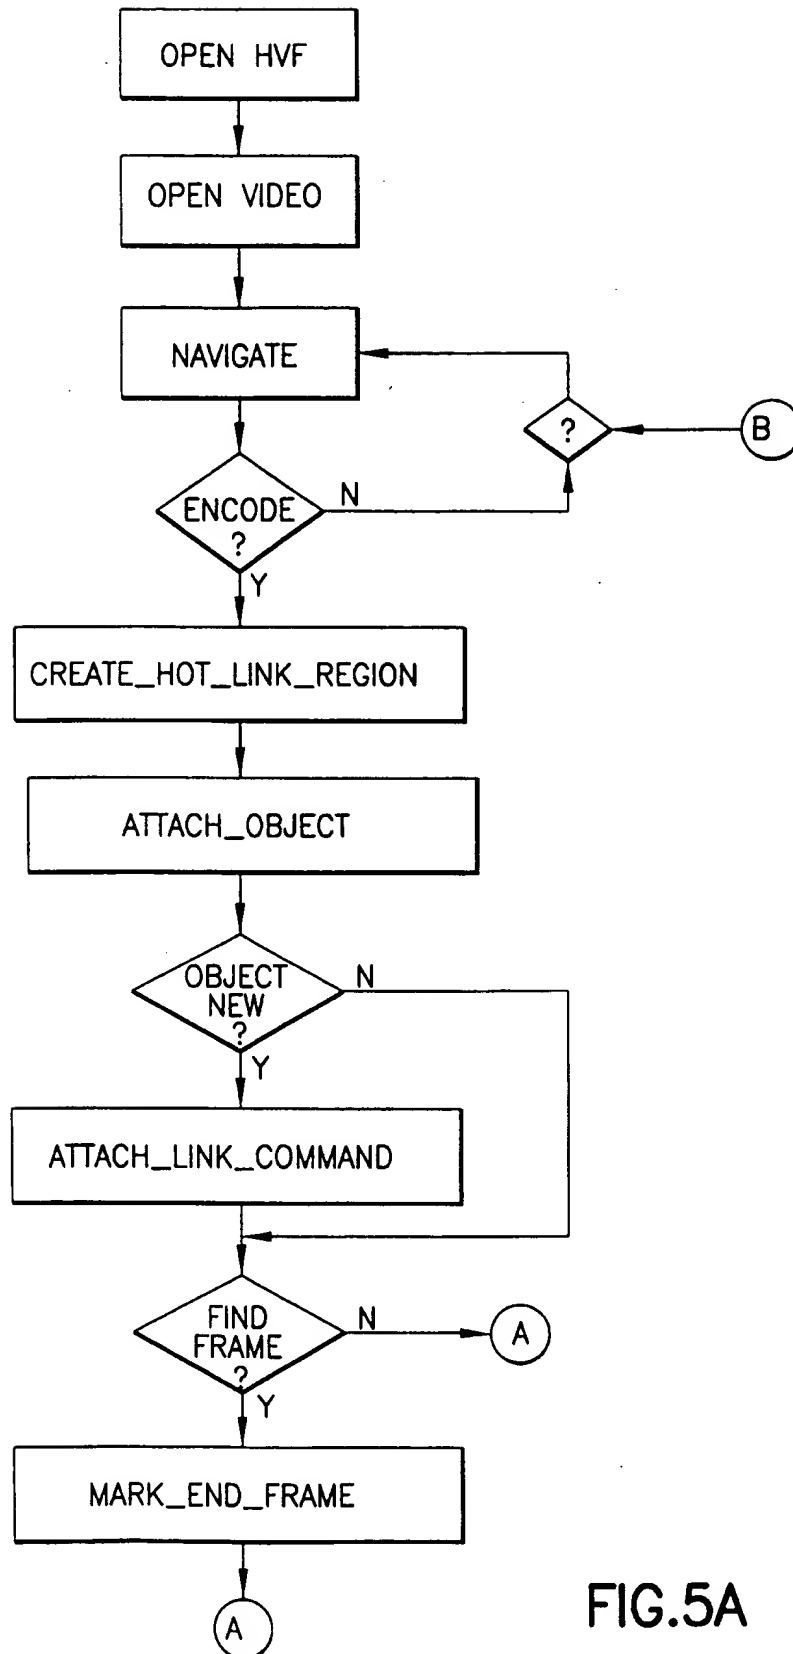 OPEN HVF
OPEN VIDEO
NAVIGATE
?
B
ENCODE
?
N
Y
CREATE_HOT_LINK_REGION
ATTACH_OBJECT
OBJECT
NEW
?
N
Y
ATTACH_LINK_COMMAND
FIND
FRAME
?
N
A
Y
MARK_END_FRAME
A
FIG.5A